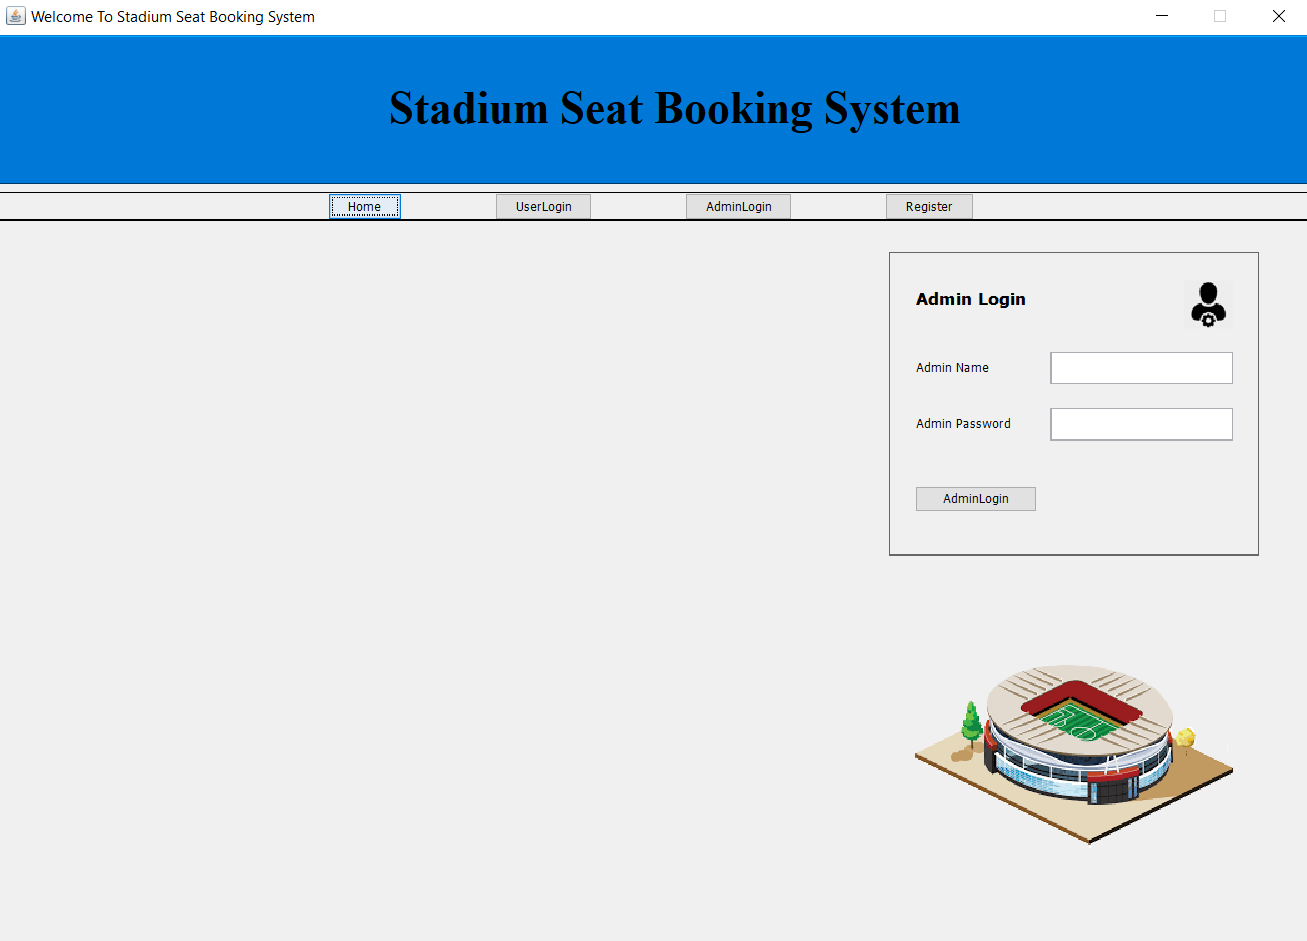 Welcome To Stadium Seat Booking System
Stadium Seat Booking System
Home UserLogin AdminLogin Register
Admin Login
Admin Name
Admin Password
AdminLogin